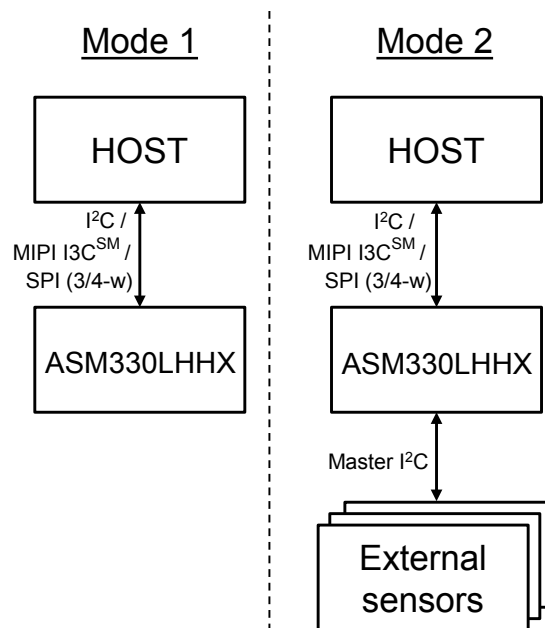 Mode 1
HOST
I²C /
MIPI I3C^SM /
SPI (3/4-w)
ASM330LHHX
Mode 2
HOST
I²C /
MIPI I3C^SM /
SPI (3/4-w)
ASM330LHHX
Master I²C
External
sensors